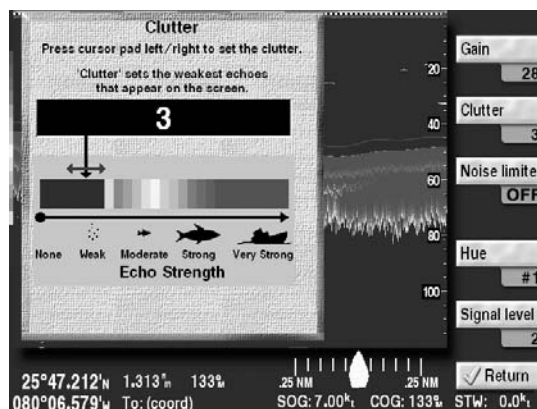 Clutter
Press cursor pad left/right to set the clutter.
'Clutter' sets the weakest echoes
that appear on the screen.
3
None Weak Moderate Strong Very Strong
Echo Strength
20
40
60
80
100
Gain
28
Clutter
3
Noise limite
OFF
Hue
#1
Signal level
2
Return
25°47.212'N 1.313"m 133°M
080°06.579'W To: (coord)
.25 NM .25 NM
SOG: 7.00kt COG: 133°M STW: 0.0kt